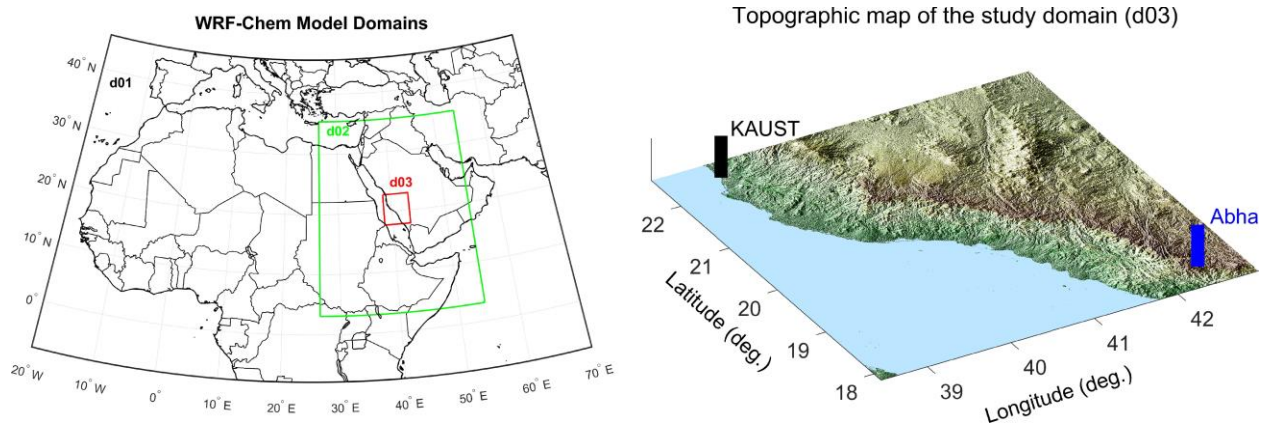 WRF-Chem Model Domains
d01
d02
d03
40° N
30° N
20° N
10° N
0°
20° W
10° W
0°
10° E
20° E
30° E
40° E
50° E
60° E
70° E
Topographic map of the study domain (d03)
KAUST
Abha
22
21
20
19
18
Latitude (deg.)
39
40
41
42
Longitude (deg.)